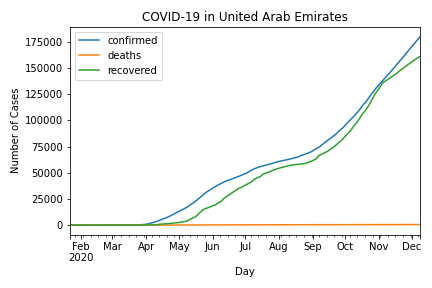 COVID-19 in United Arab Emirates
confirmed
deaths
recovered
Number of Cases
175000
150000
125000
100000
75000
50000
25000
0
Feb Mar Apr May Jun Jul Aug Sep Oct Nov Dec
2020
Day